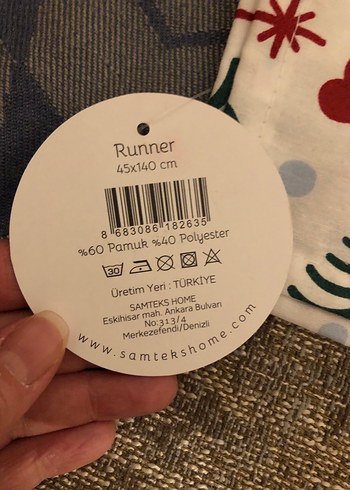 Runner
45x140 cm
8 683086 182635
%60 Pamuk %40 Polyester
30
Üretim Yeri : TÜRKİYE
SAMTEKS HOME
Eskihisar mah. Ankara Bulvarı
No:313/4
Merkezefendi/Denizli
www.samtekshome.com